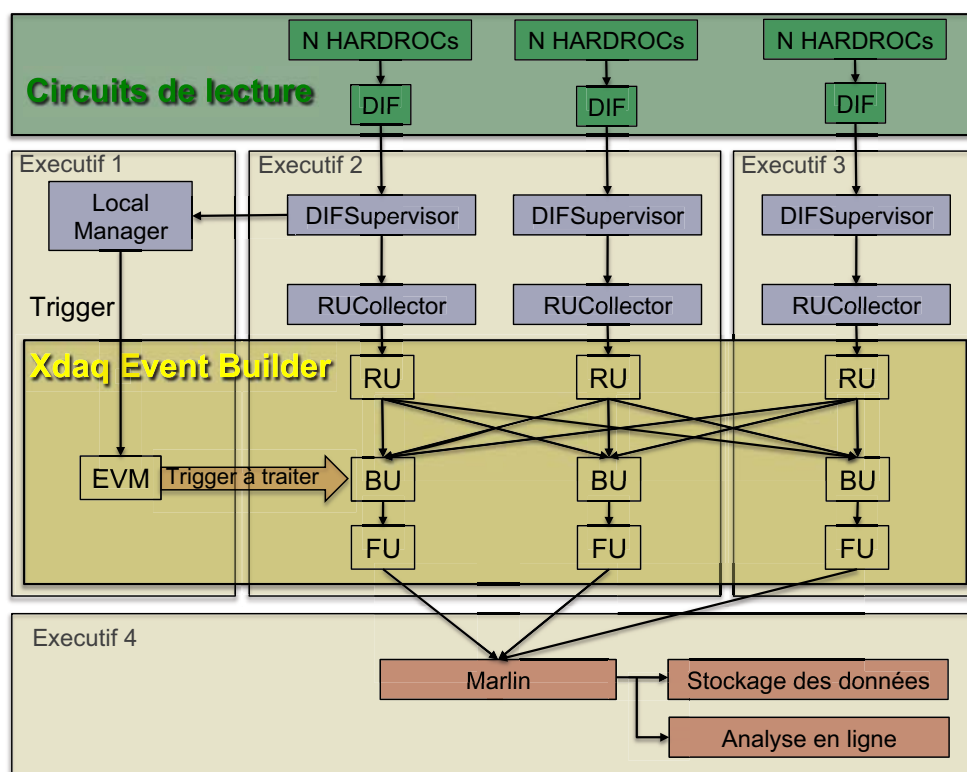 N HARDROCs
N HARDROCs
N HARDROCs
Circuits de lecture
DIF
DIF
DIF
Executif 1
Executif 2
Executif 3
Local
Manager
DIFSupervisor
DIFSupervisor
DIFSupervisor
Trigger
RUCollector
RUCollector
RUCollector
Xdaq Event Builder
RU
RU
RU
EVM
Trigger à traiter
BU
BU
BU
FU
FU
FU
Executif 4
Marlin
Stockage des données
Analyse en ligne